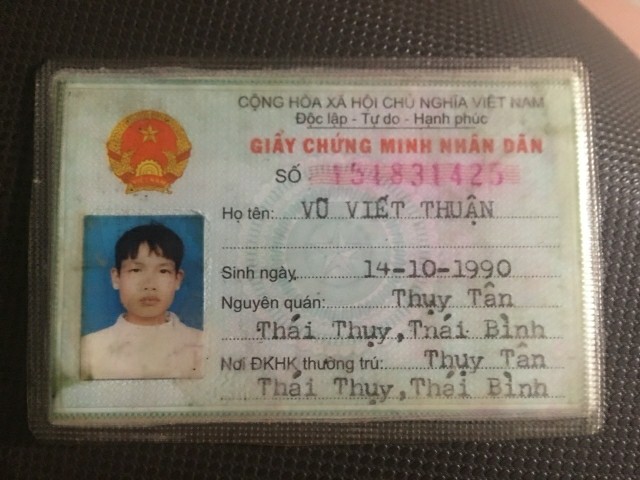 CỘNG HÒA XÃ HỘI CHỦ NGHĨA VIỆT NAM
Độc lập - Tự do - Hạnh phúc
GIẤY CHỨNG MINH NHÂN DÂN
SỐ 151831425
Họ tên: VŨ VIẾT THUẬN
Sinh ngày 14-10-1990
Nguyên quán: Thụy Tân
Thái Thụy, Thái Bình
Nơi ĐKHK thường trú: Thụy Tân
Thái Thụy, Thái Bình